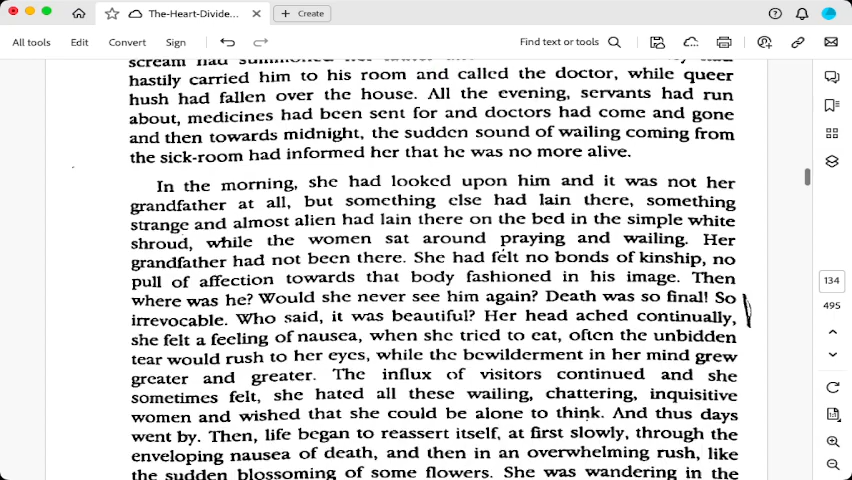 The-Heart-Divide...
Create
All tools
Edit
Convert
Sign
Find text or tools
scream had summoned her
hastily carried him to his room and called the doctor, while queer
hush had fallen over the house. All the evening, servants had run
about, medicines had been sent for and doctors had come and gone
and then towards midnight, the sudden sound of wailing coming from
the sick-room had informed her that he was no more alive.
In the morning, she had looked upon him and it was not her
grandfather at all, but something else had lain there, something
strange and almost alien had lain there on the bed in the simple white
shroud, while the women sat around praying and wailing. Her
grandfather had not been there. She had felt no bonds of kinship, no
pull of affection towards that body fashioned in his image. Then
where was he? Would she never see him again? Death was so final! So
irrevocable. Who said, it was beautiful? Her head ached continually,
she felt a feeling of nausea, when she tried to eat, often the unbidden
tear would rush to her eyes, while the bewilderment in her mind grew
greater and greater. The influx of visitors continued and she
sometimes felt, she hated all these wailing, chattering, inquisitive
women and wished that she could be alone to think. And thus days
went by. Then, life began to reassert itself, at first slowly, through the
enveloping nausea of death, and then in an overwhelming rush, like
the sudden blossoming of some flowers. She was wandering in the
134
495